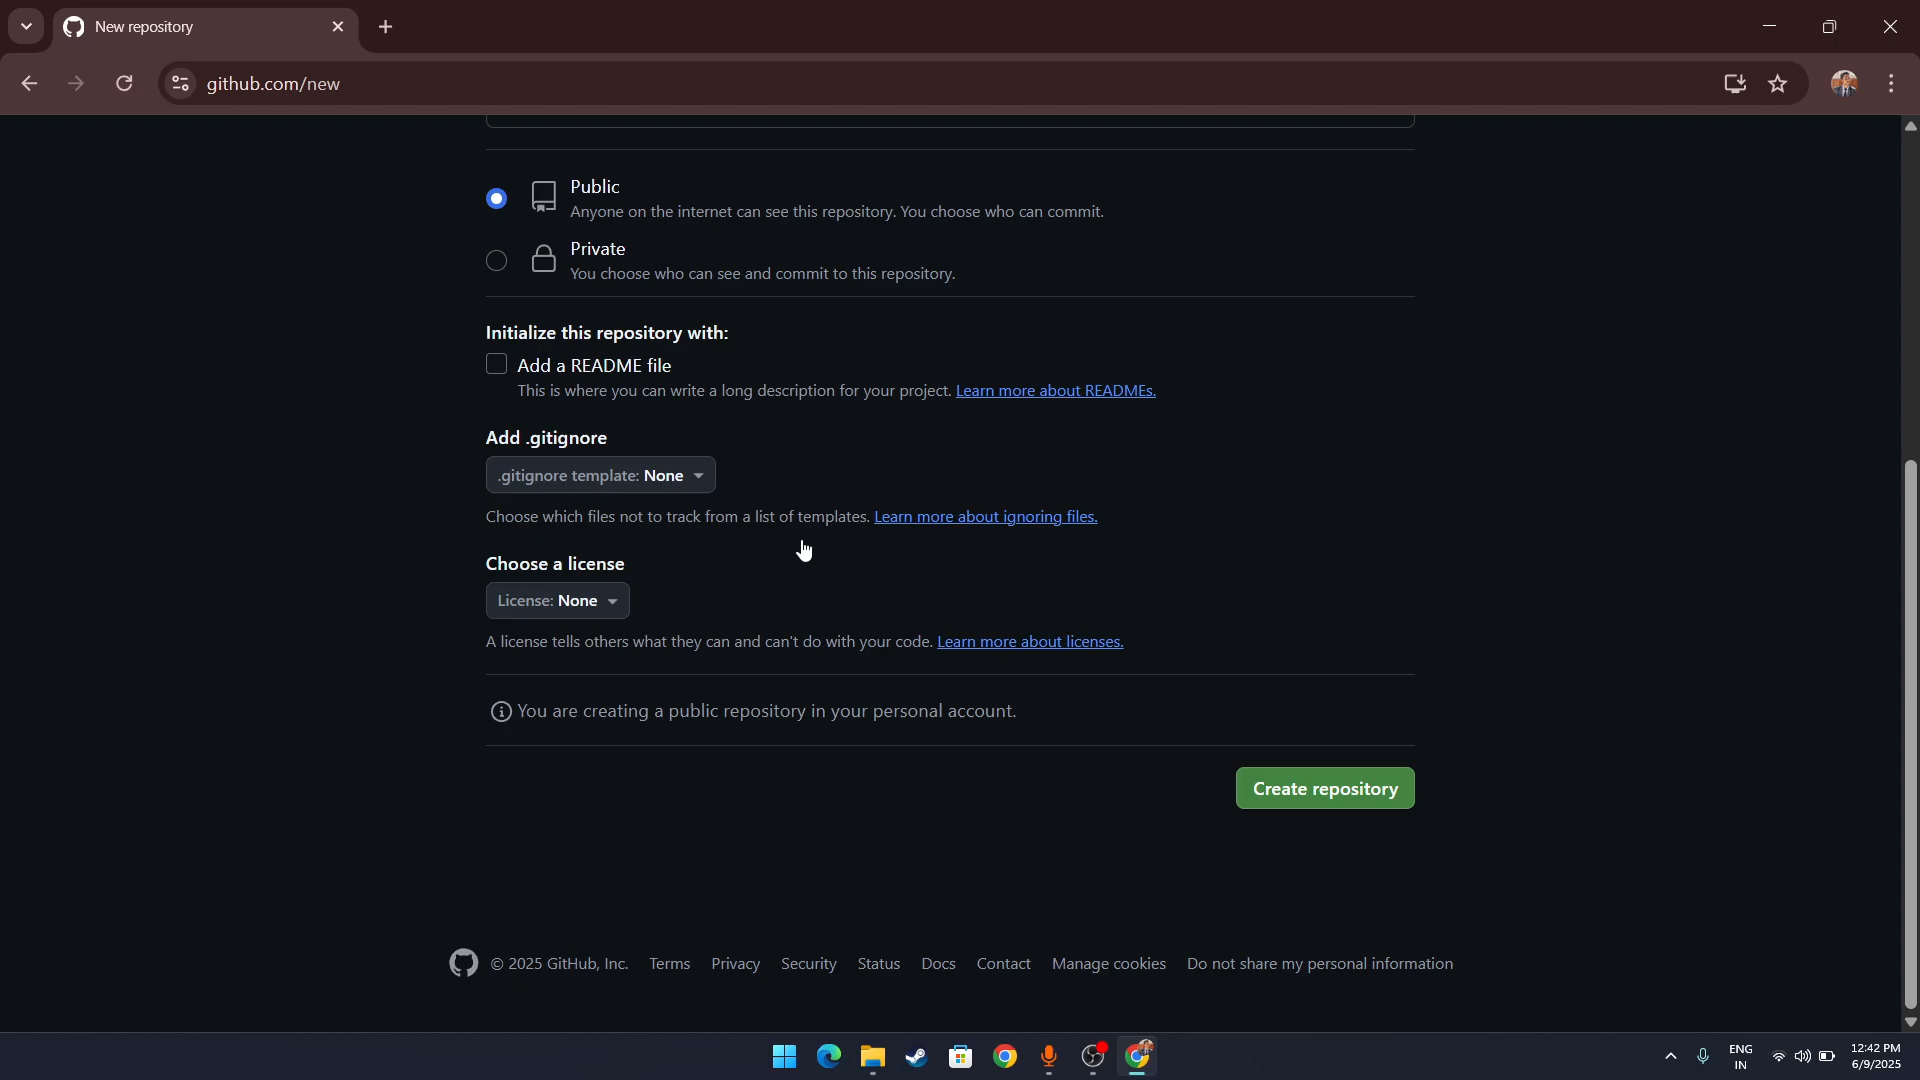 New repository
github.com/new
Public
Anyone on the internet can see this repository. You choose who can commit.
Private
You choose who can see and commit to this repository.
Initialize this repository with:
Add a README file
This is where you can write a long description for your project. Learn more about READMEs.
Add .gitignore
.gitignore template: None
Choose which files not to track from a list of templates. Learn more about ignoring files.
Choose a license
License: None
A license tells others what they can and can't do with your code. Learn more about licenses.
You are creating a public repository in your personal account.
Create repository
© 2025 GitHub, Inc. Terms Privacy Security Status Docs Contact Manage cookies Do not share my personal information
ENG
IN
12:42 PM
6/9/2025